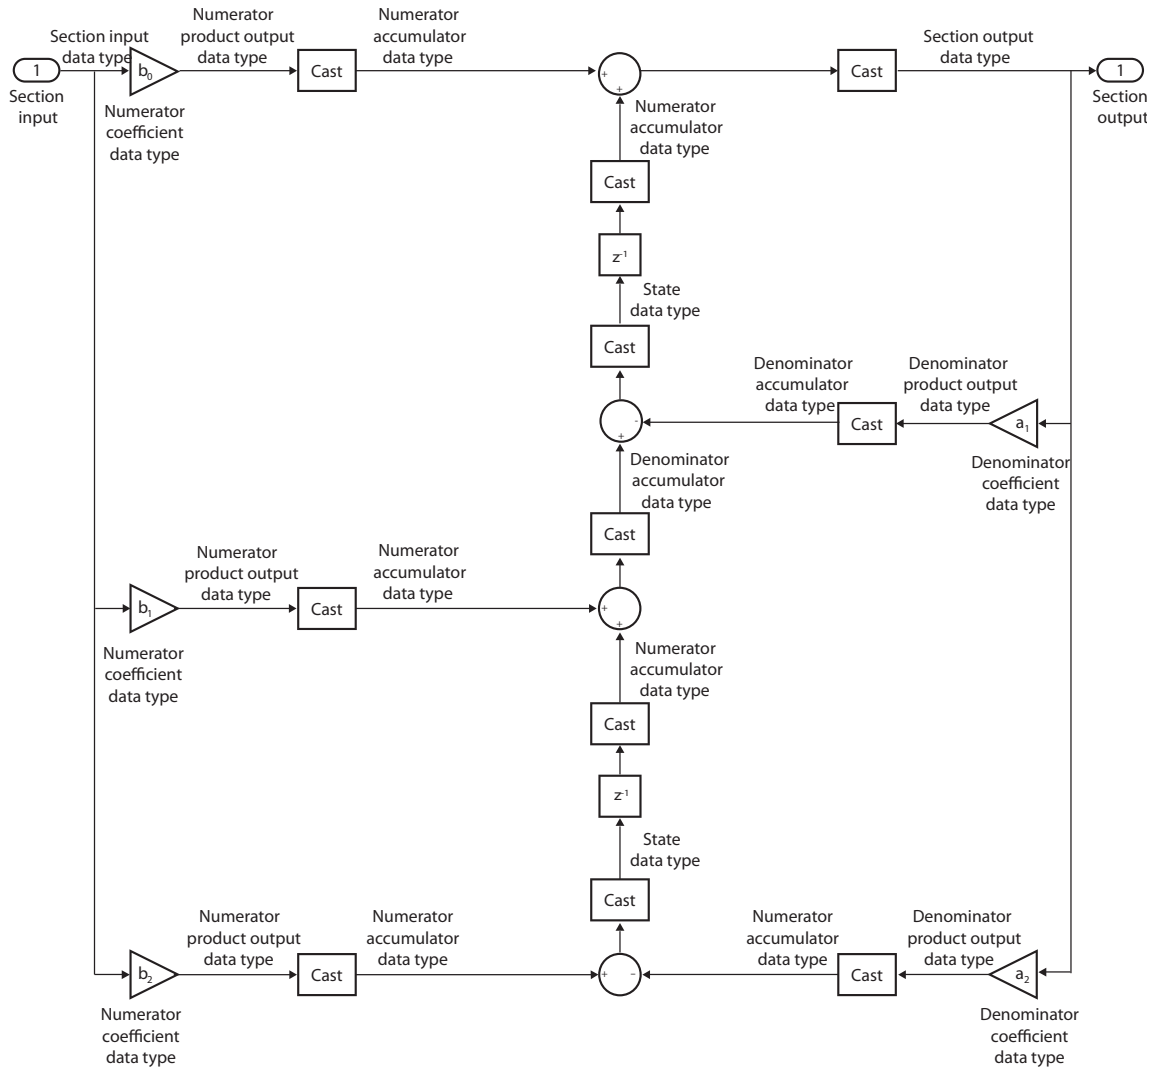 Section input
data type
1
Section
input
b0
Numerator
coefficient
data type
Numerator
product output
data type
Cast
Numerator
accumulator
data type
+
+
Cast
Section output
data type
1
Section
output
Numerator
accumulator
data type
Cast
z-1
State
data type
Cast
-
+
Denominator
accumulator
data type
Cast
Denominator
product output
data type
a1
Denominator
coefficient
data type
Denominator
accumulator
data type
Cast
b1
Numerator
coefficient
data type
Numerator
product output
data type
Cast
Numerator
accumulator
data type
+
+
Numerator
accumulator
data type
Cast
z-1
State
data type
Cast
b2
Numerator
coefficient
data type
Numerator
product output
data type
Cast
Numerator
accumulator
data type
+
-
Numerator
accumulator
data type
Cast
Denominator
product output
data type
a2
Denominator
coefficient
data type